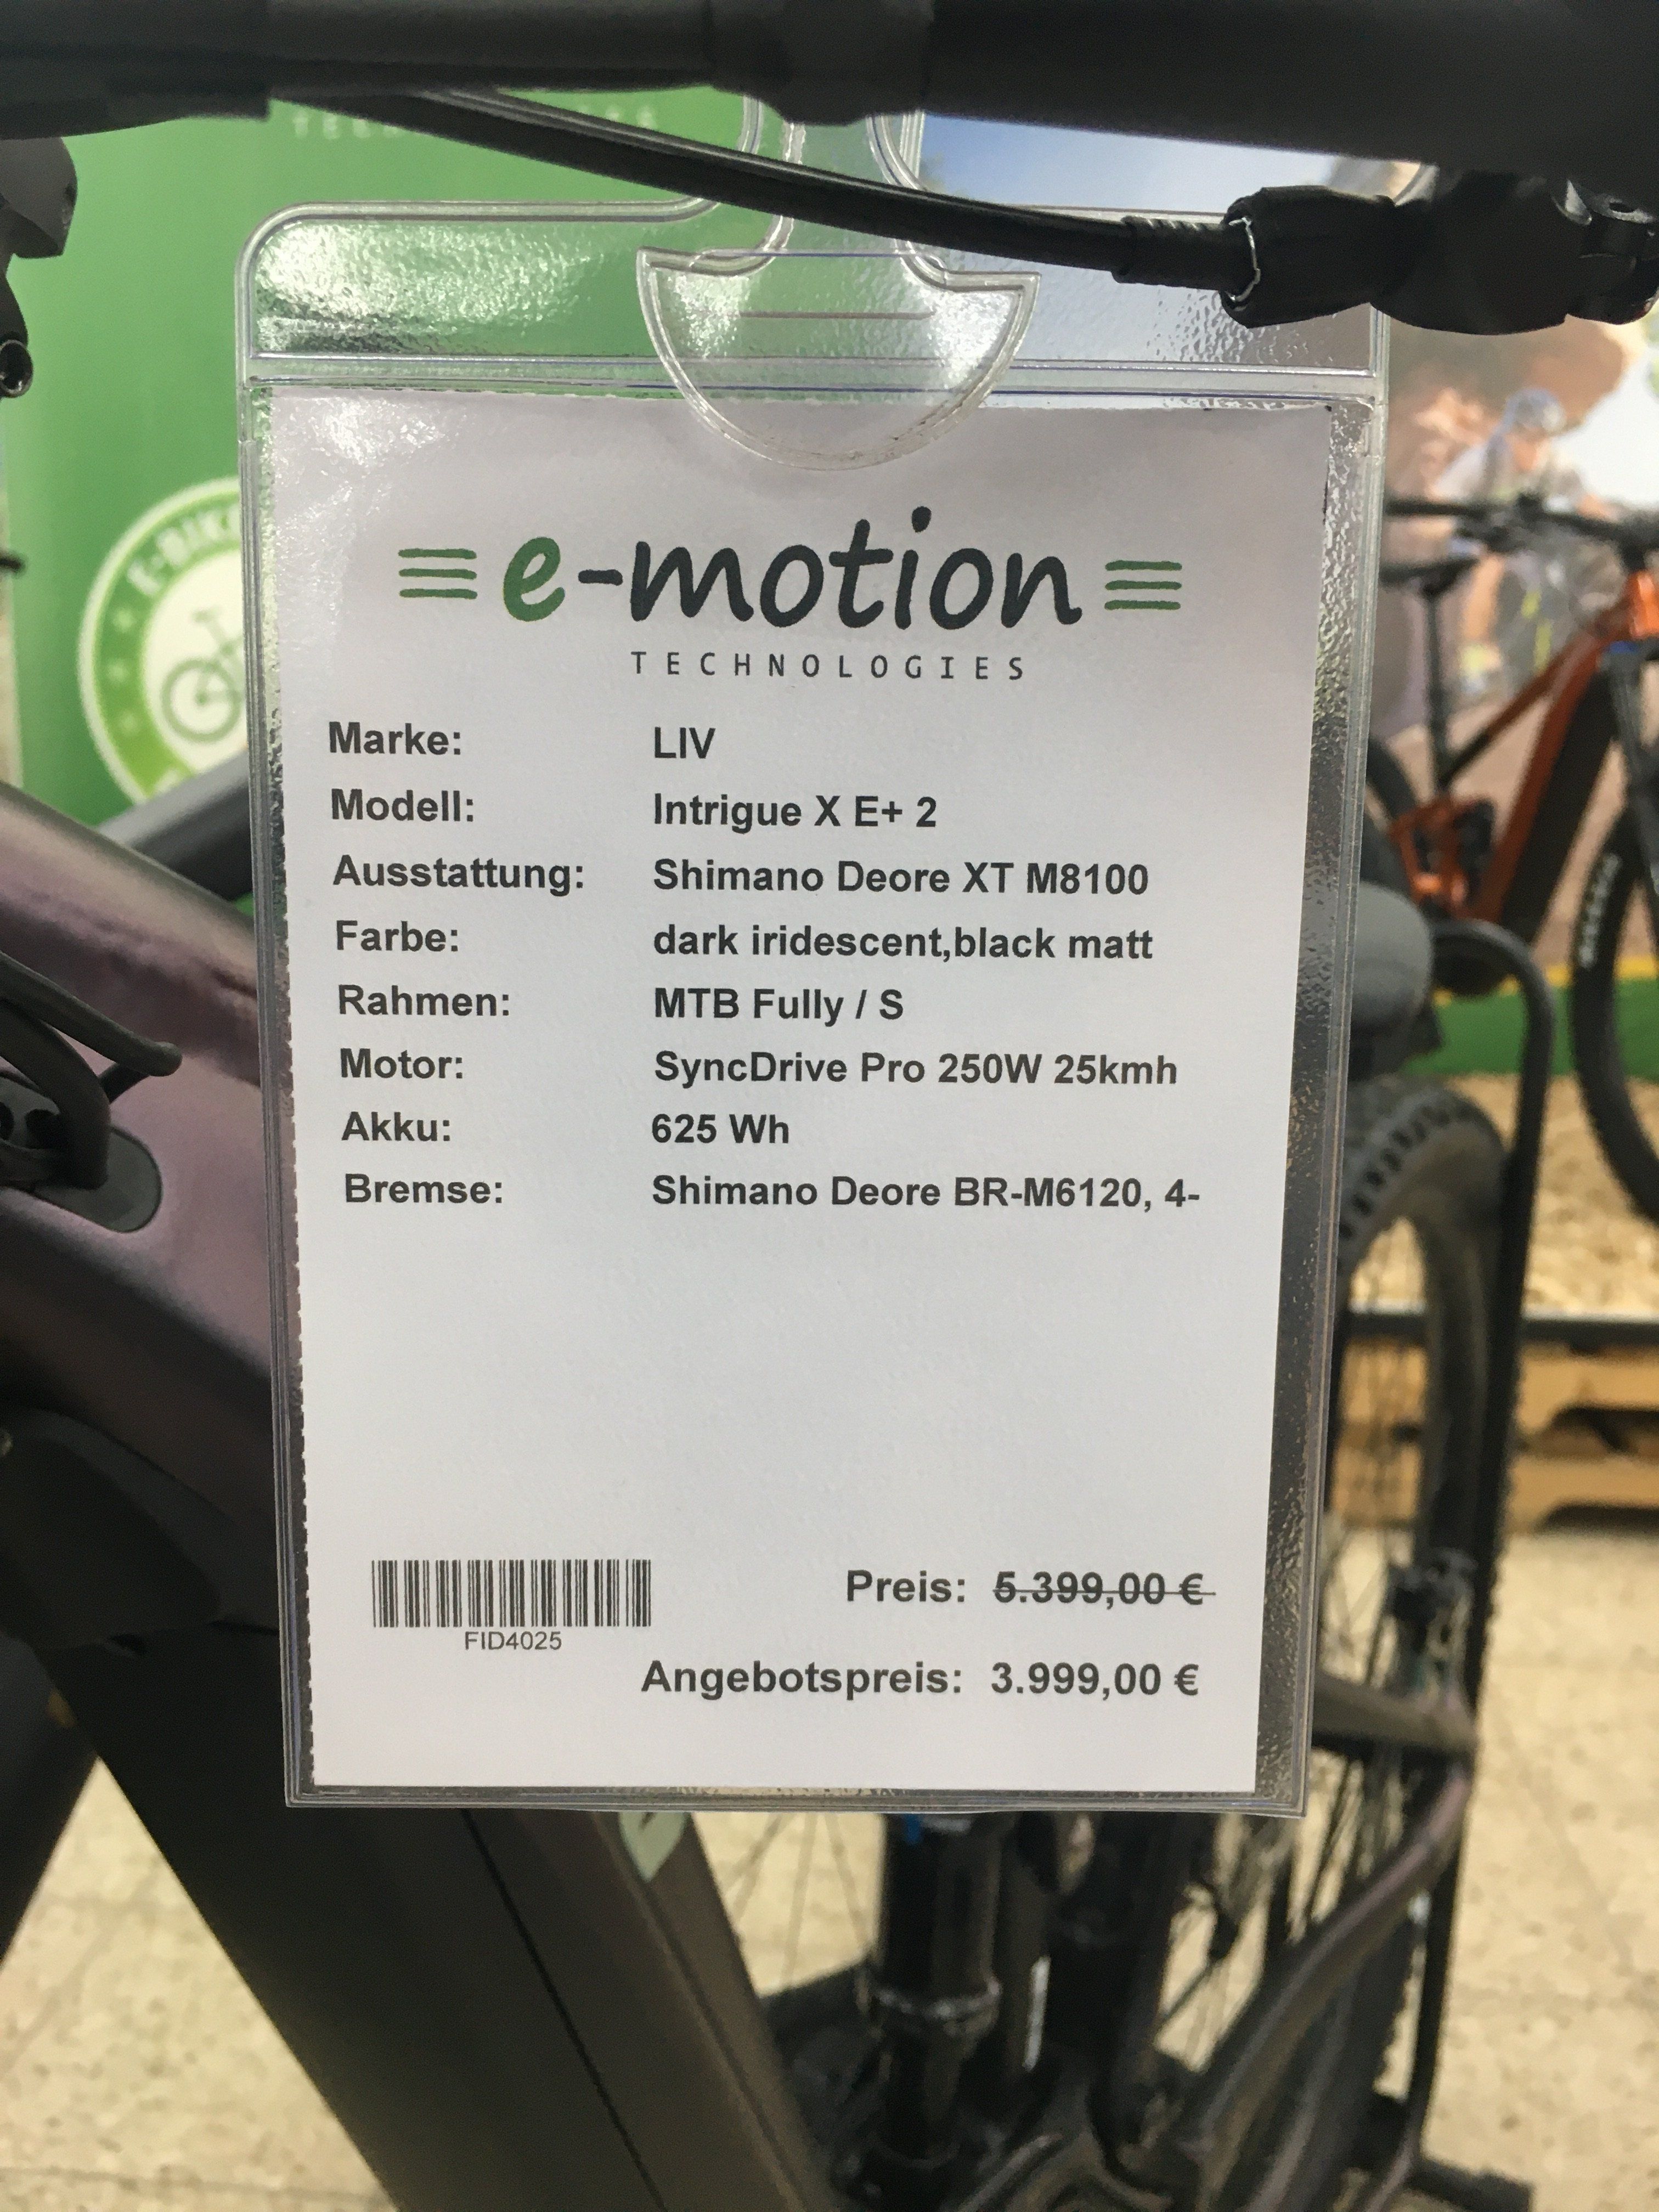 E-BIKE
e-motion
TECHNOLOGIES
Marke: LIV
Modell: Intrigue X E+ 2
Ausstattung: Shimano Deore XT M8100
Farbe: dark iridescent,black matt
Rahmen: MTB Fully / S
Motor: SyncDrive Pro 250W 25kmh
Akku: 625 Wh
Bremse: Shimano Deore BR-M6120, 4-
Preis: 5.399,00 €
FID4025
Angebotspreis: 3.999,00 €